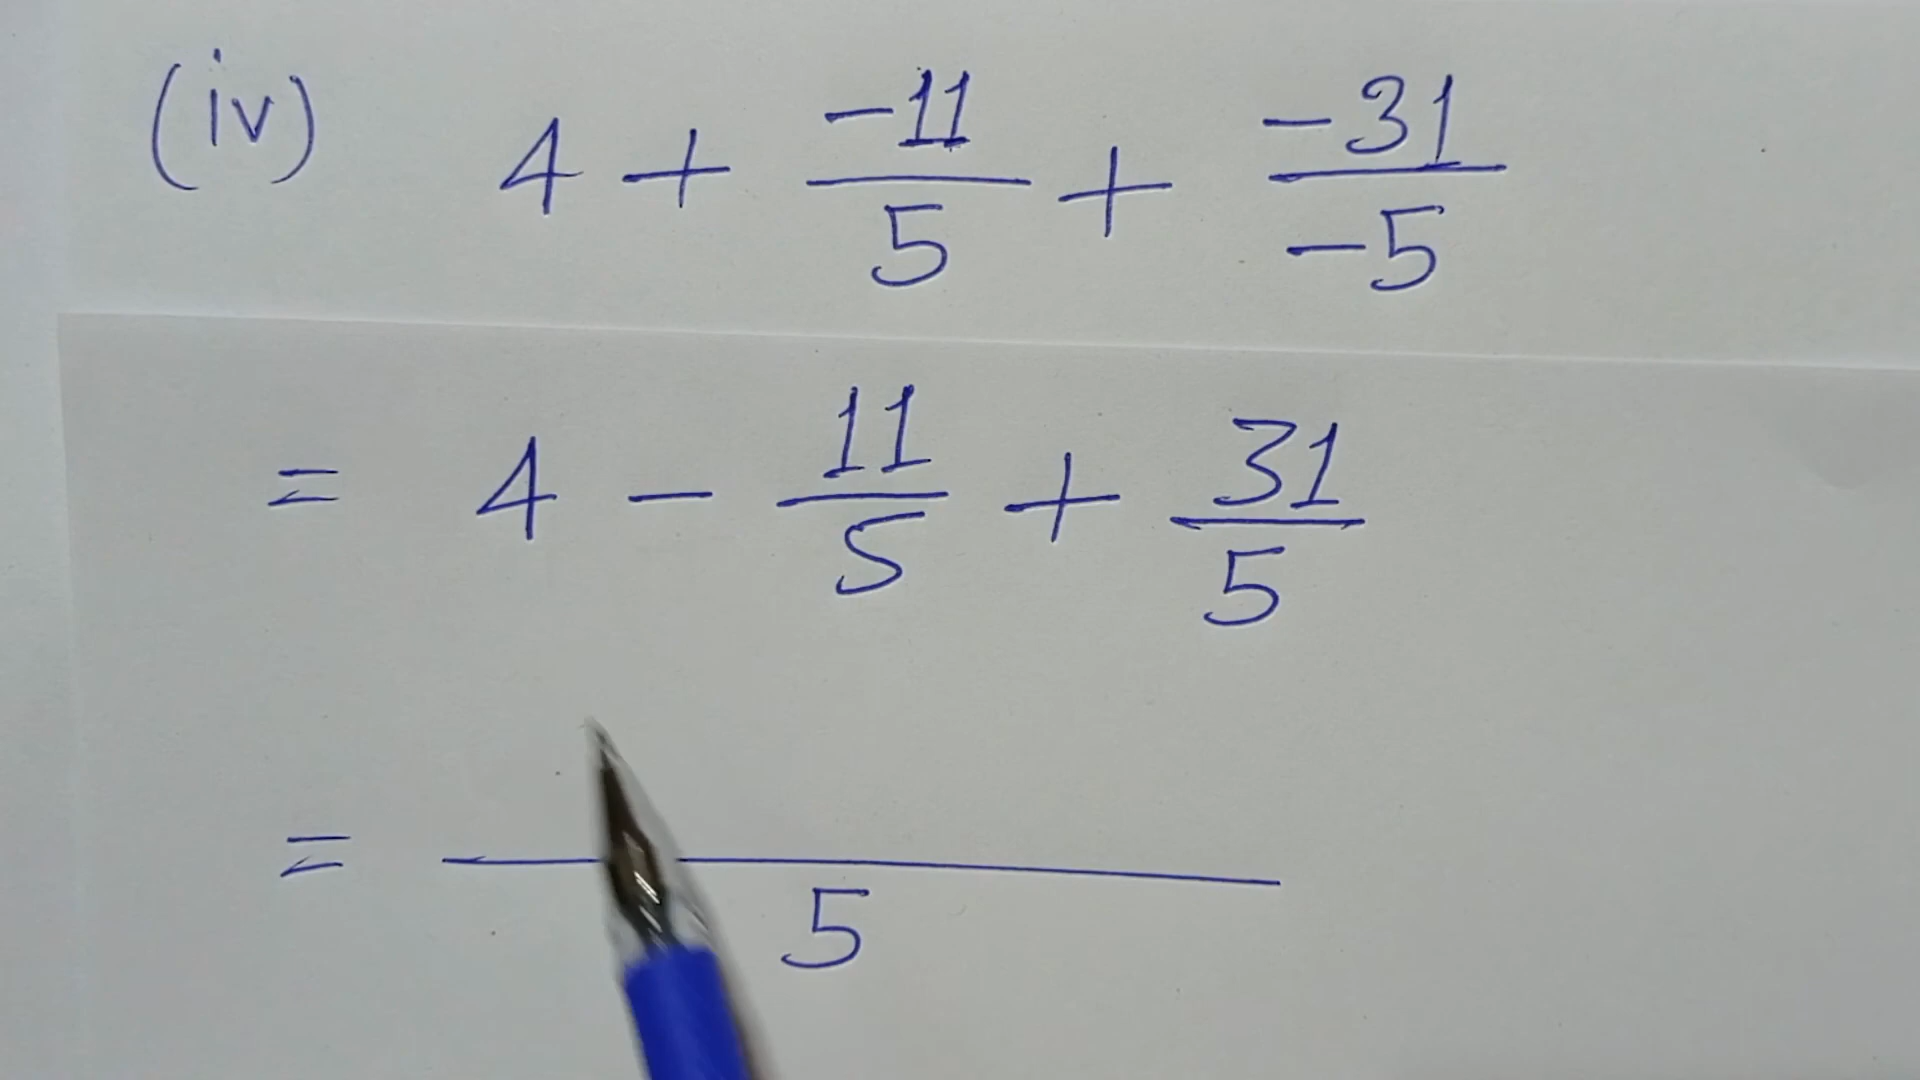 (iv) 4 + -11/5 + -31/-5
= 4 - 11/5 + 31/5
= /5